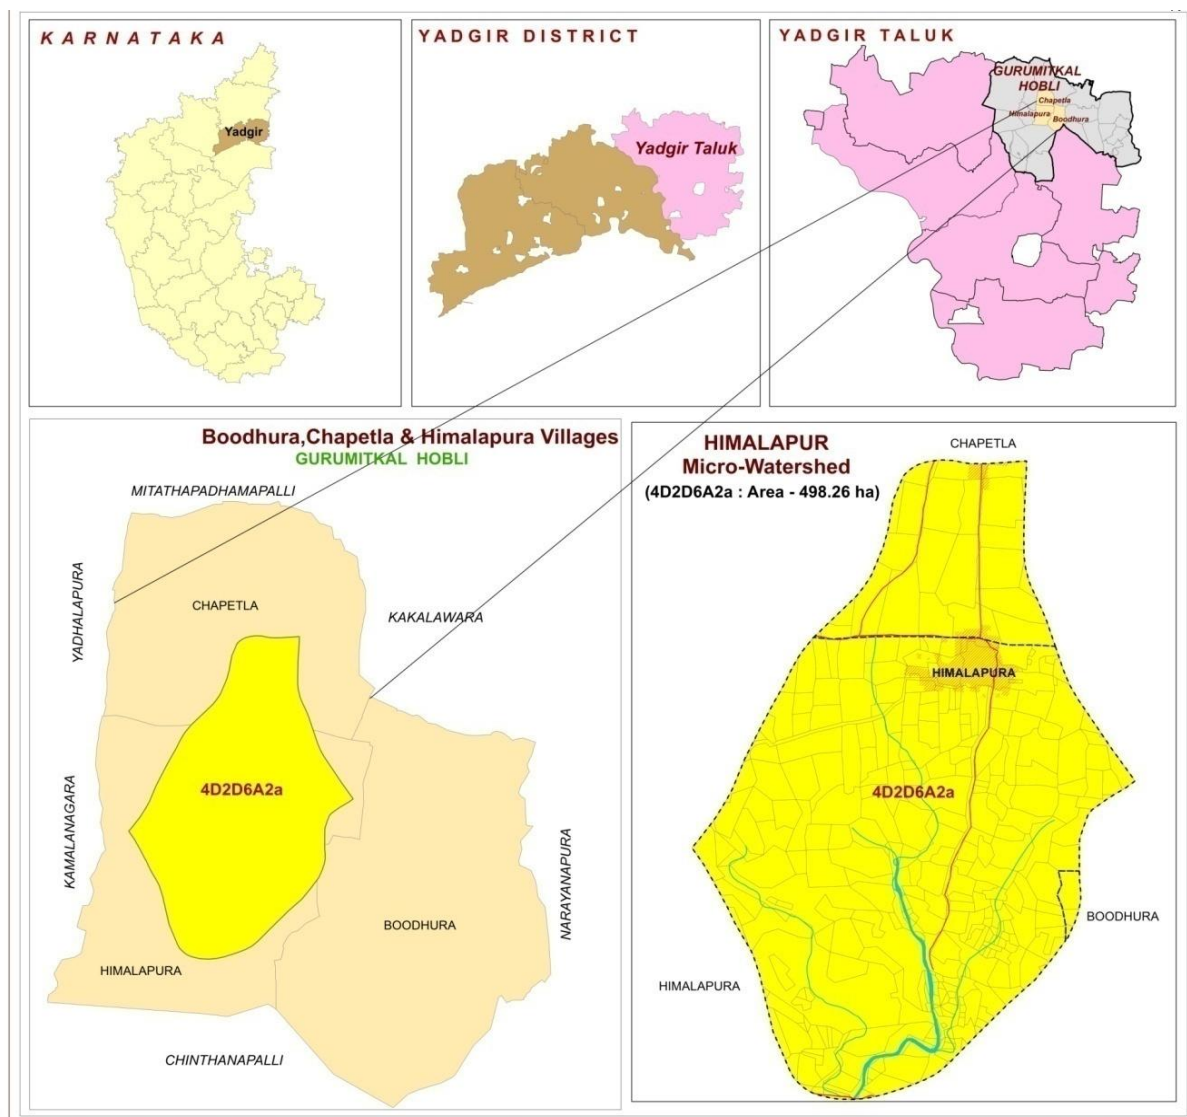 KARNATAKA
Yadgir
YADGIR DISTRICT
Yadgir Taluk
YADGIR TALUK
GURUMITKAL
HOBLI
Chapetla
Himalapura
Boodhura
Boodhura,Chapetla & Himalapura Villages
GURUMITKAL HOBLI
MITATHAPADHAMAPALLI
YADHALAPURA
CHAPETLA
KAKALAWARA
4D2D6A2a
KAMALANAGARA
NARAYANAPURA
BOODHURA
HIMALAPURA
CHINTHANAPALLI
HIMALAPUR
Micro-Watershed
(4D2D6A2a : Area - 498.26 ha)
CHAPETLA
HIMALAPURA
4D2D6A2a
BOODHURA
HIMALAPURA